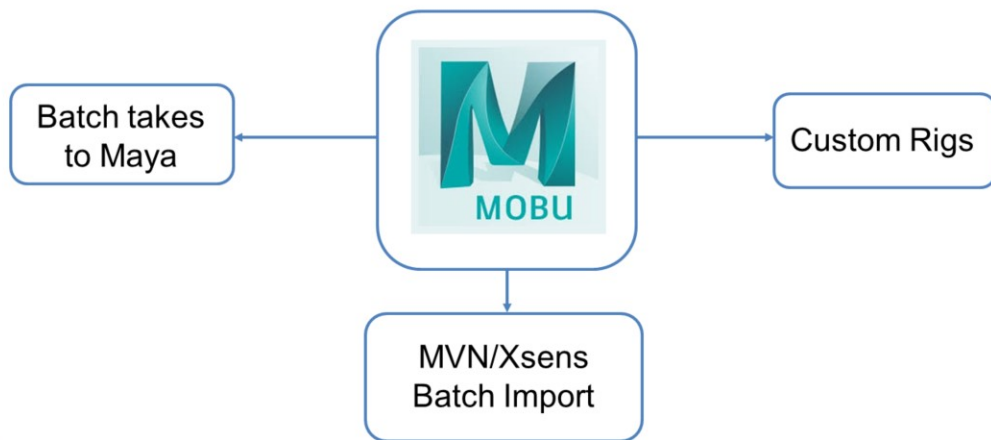 Batch takes
to Maya
MOBU
Custom Rigs
MVN/Xsens
Batch Import